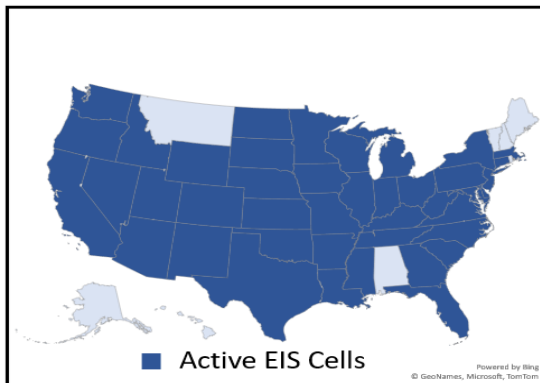 Active EIS Cells
Powered by Bing
© GeoNames, Microsoft, TomTom